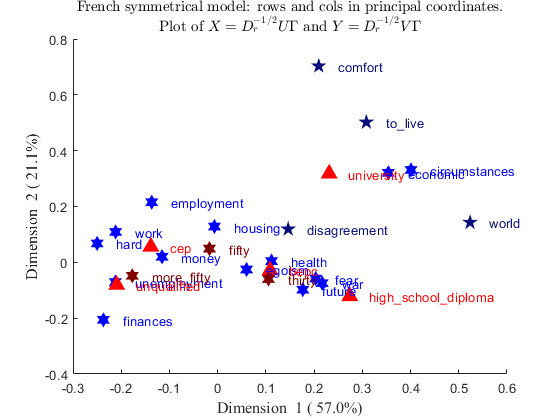 French symmetrical model: rows and cols in principal coordinates.
Plot of X = D_r^{-1/2}UΓ and Y = D_r^{-1/2}VΓ
0.8
comfort
0.6
to_live
0.4
university
economic
circumstances
employment
0.2
world
housing
disagreement
work
hard
cep
fifty
money
health
0
more_fifty
thirty
fear
unemployment
war
unqualified
future
high_school_diploma
-0.2
finances
-0.4
-0.3
-0.2
-0.1
0
0.1
0.2
0.3
0.4
0.5
0.6
Dimension 1 ( 57.0%)
Dimension 2 ( 21.1%)